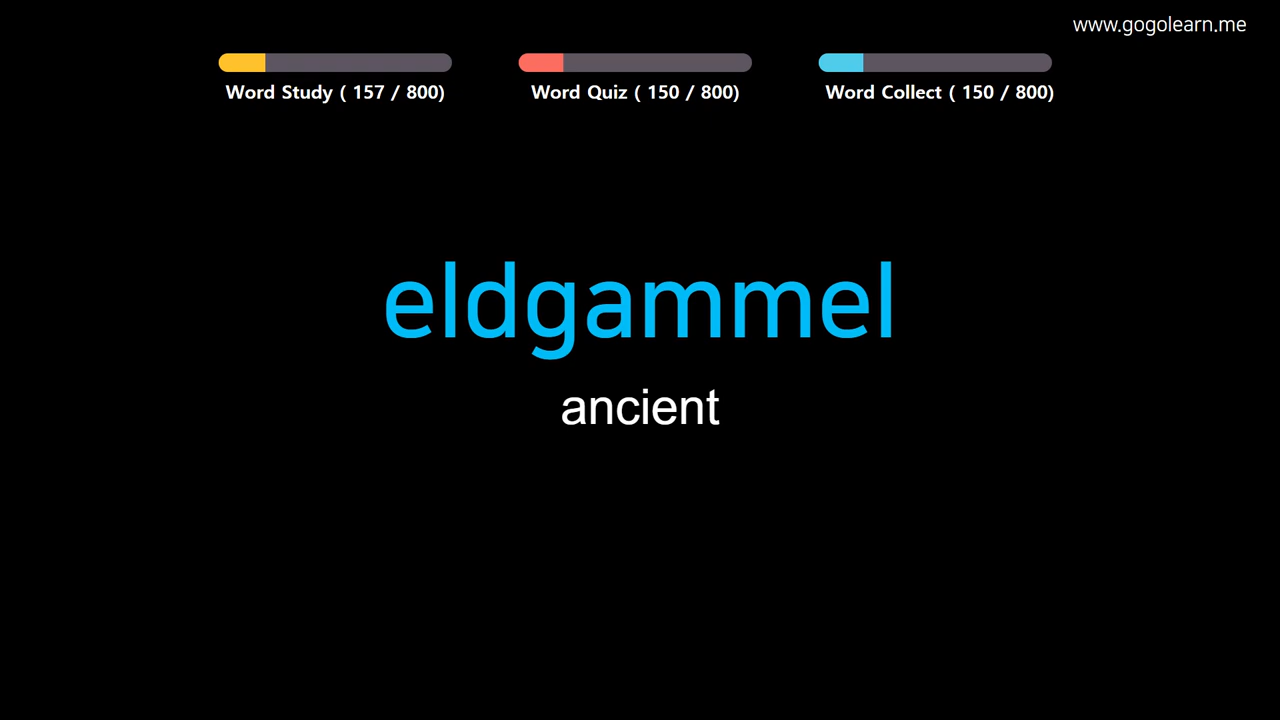 www.gogolearn.me
Word Study ( 157 / 800)
Word Quiz ( 150 / 800)
Word Collect ( 150 / 800)
eldgammel
ancient